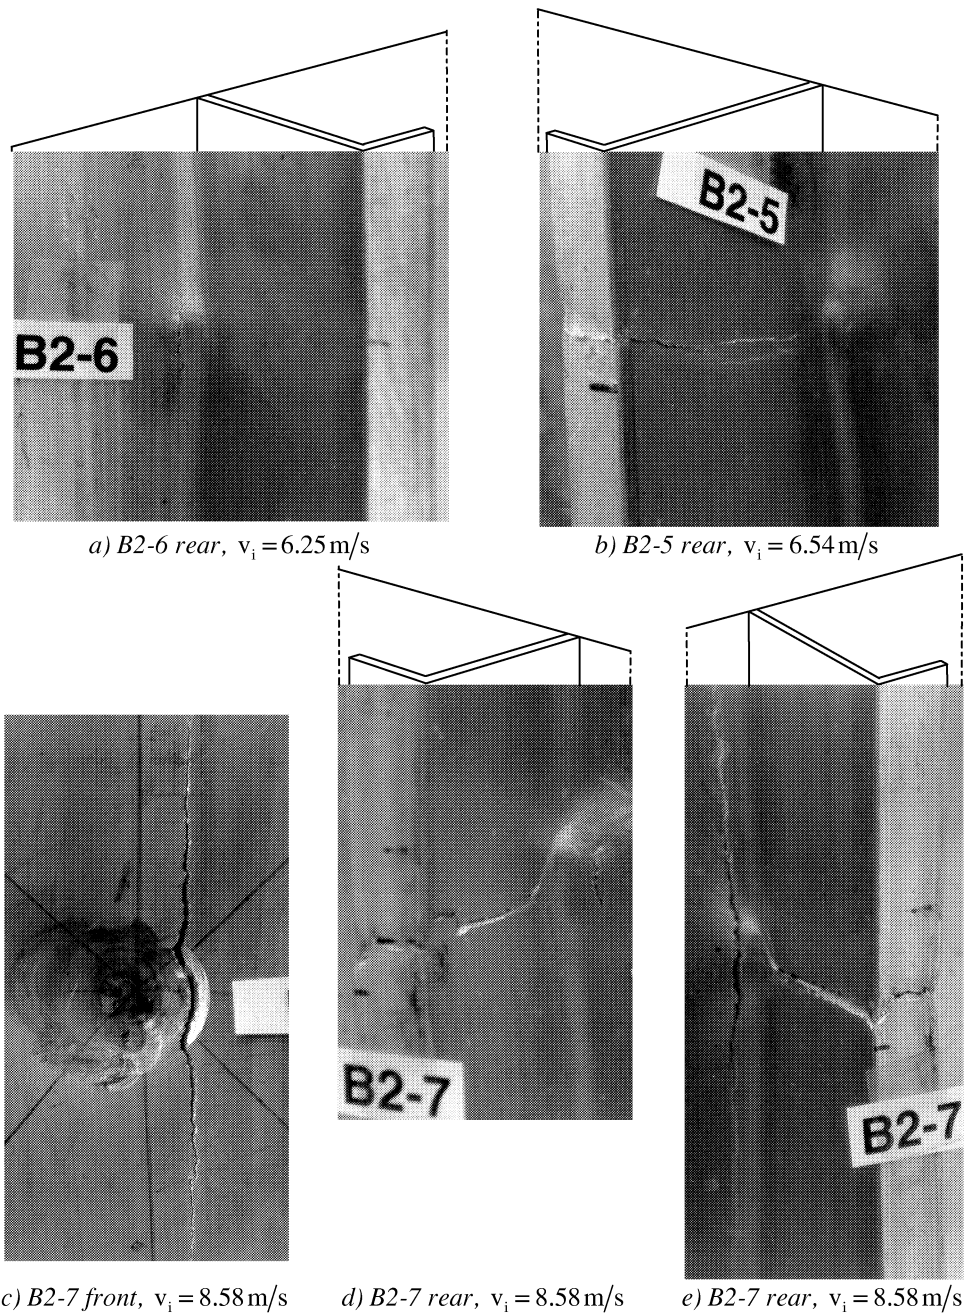 B2-6
B2-5
a) B2-6 rear, vi = 6.25 m/s
b) B2-5 rear, vi = 6.54 m/s
B2-7
B2-7
c) B2-7 front, vi = 8.58 m/s
d) B2-7 rear, vi = 8.58 m/s
e) B2-7 rear, vi = 8.58 m/s